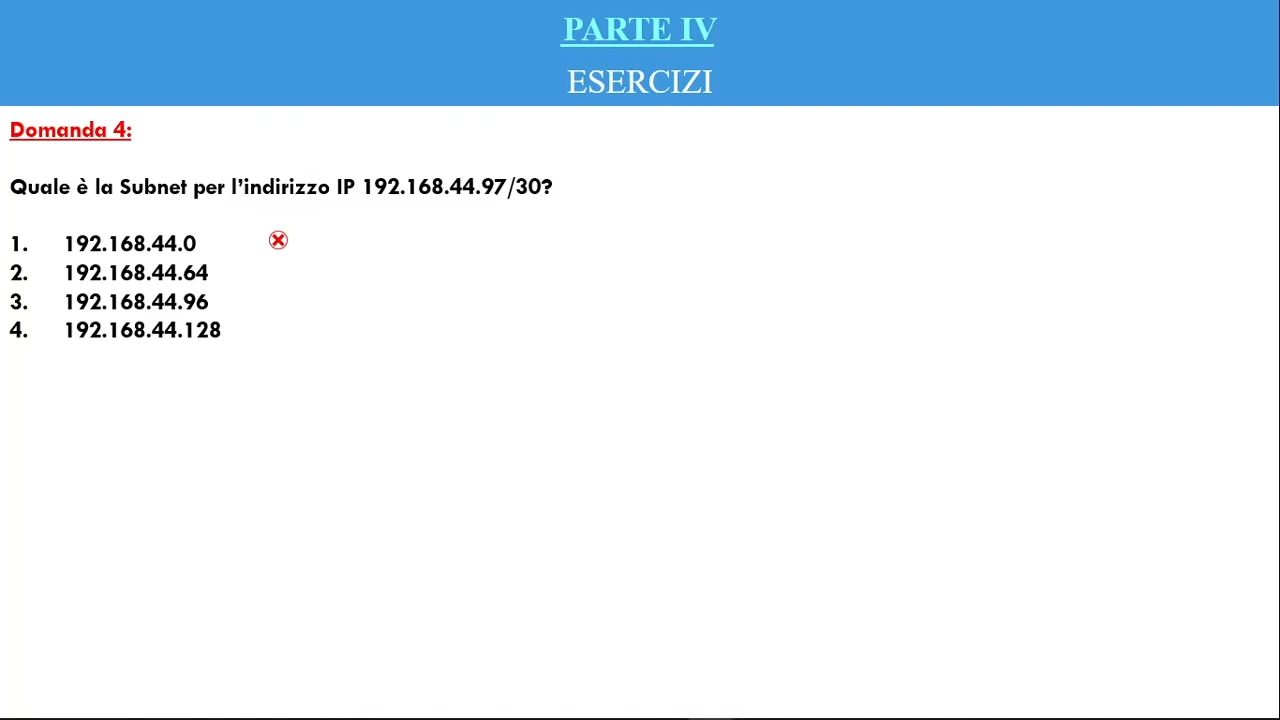 PARTE IV
ESERCIZI
Domanda 4:
Quale è la Subnet per l’indirizzo IP 192.168.44.97/30?
1. 192.168.44.0
2. 192.168.44.64
3. 192.168.44.96
4. 192.168.44.128